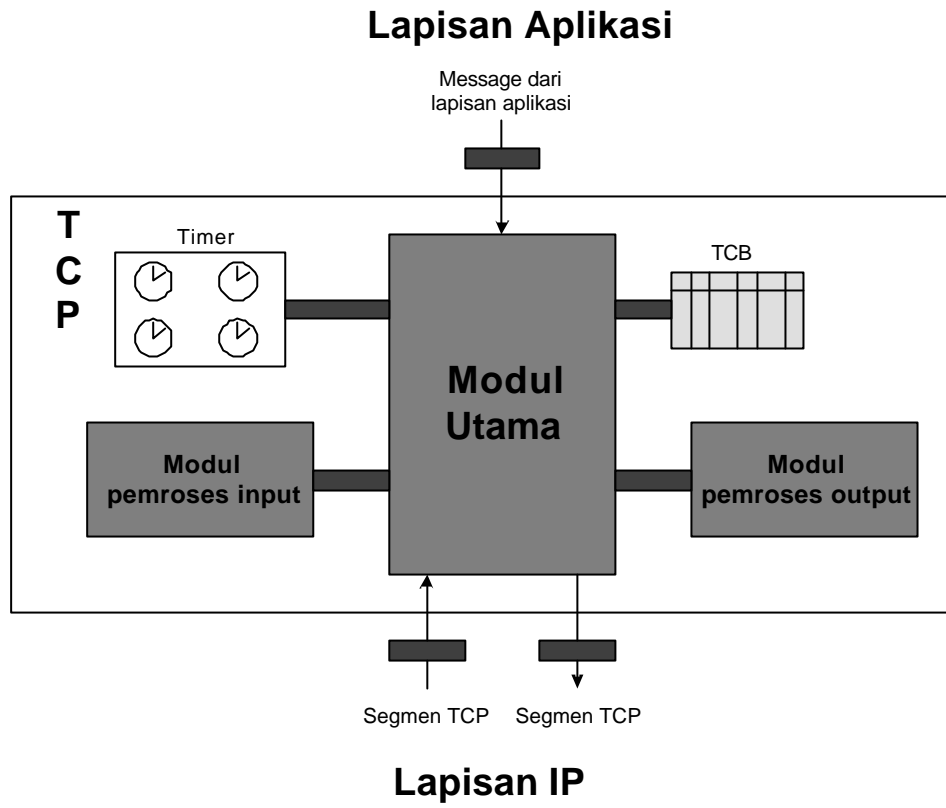 Lapisan Aplikasi
Message dari
lapisan aplikasi
T
C
P
Timer
TCB
Modul
Utama
Modul
pemroses input
Modul
pemroses output
Segmen TCP
Segmen TCP
Lapisan IP